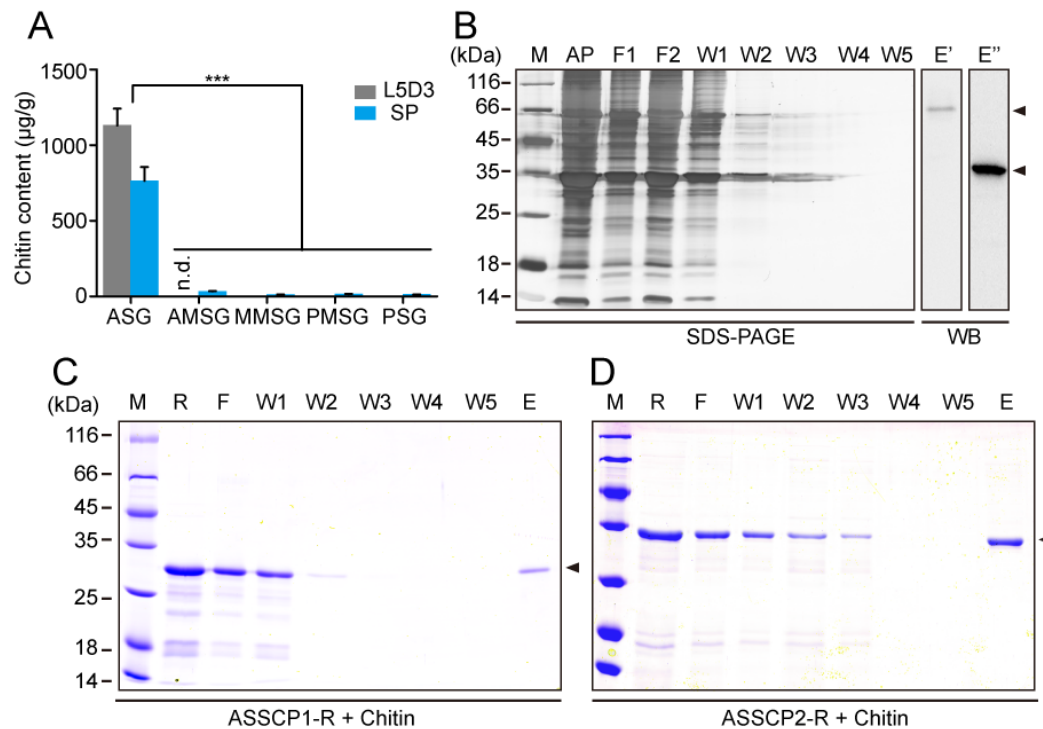 A
1500
1000
500
0
Chitin content (µg/g)
***
L5D3
SP
n.d.
ASG AMSG MMSG PMSG PSG
B
(kDa) M AP F1 F2 W1 W2 W3 W4 W5 E' E''
116
66
45
35
25
18
14
SDS-PAGE WB
C
(kDa) M R F W1 W2 W3 W4 W5 E
116
66
45
35
25
18
14
ASSCP1-R + Chitin
D
M R F W1 W2 W3 W4 W5 E
ASSCP2-R + Chitin